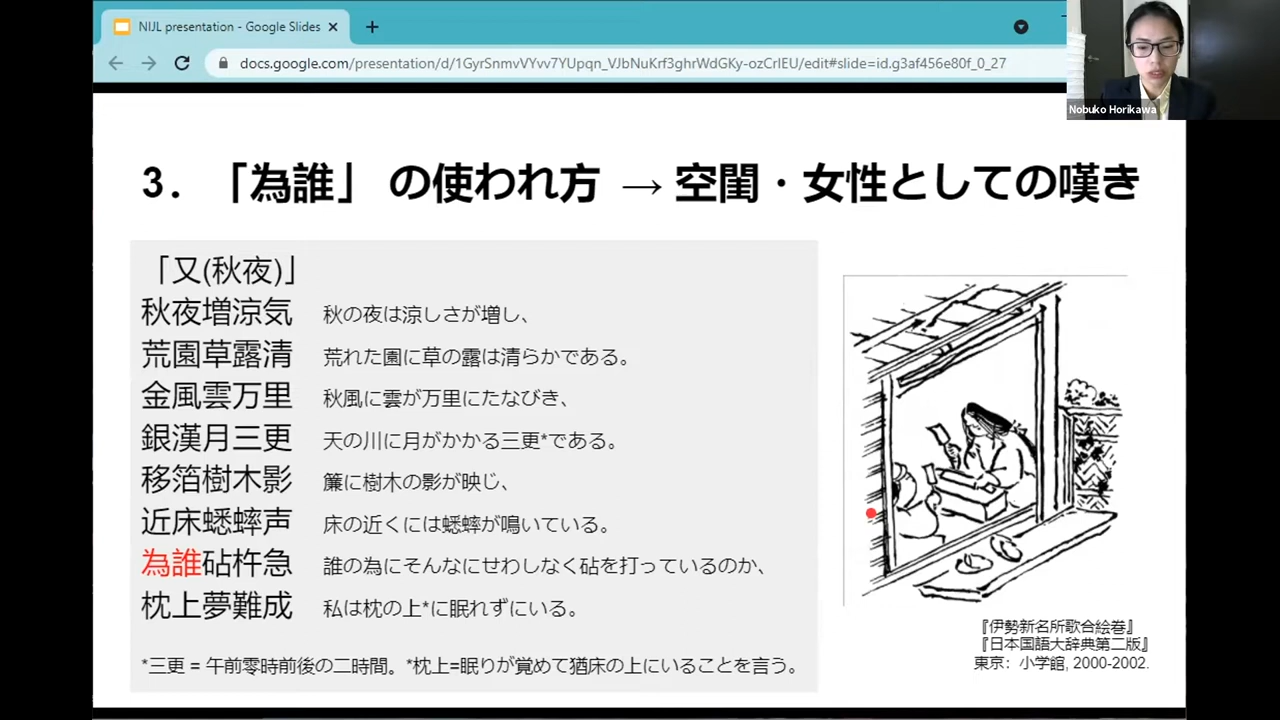 NIJL presentation - Google Slides
docs.google.com/presentation/d/1GyrSnmvVYvv7YUpqn_VJbNuKrf3ghrWdGKy-ozCrlEU/edit#slide=id.g3af456e80f_0_27
Nobuko Horikawa
3. 「為誰」 の使われ方 → 空閨・女性としての嘆き
「又(秋夜)」
秋夜増涼気 秋の夜は涼しさが増し、
荒園草露清 荒れた園に草の露は清らかである。
金風雲万里 秋風に雲が万里にたなびき、
銀漢月三更 天の川に月がかかる三更*である。
移箔樹木影 簾に樹木の影が映じ、
近床蟋蟀声 床の近くには蟋蟀が鳴いている。
為誰砧杵急 誰の為にそんなにせわしなく砧を打っているのか、
枕上夢難成 私は枕の上*に眠れずにいる。
*三更 = 午前零時前後の二時間。*枕上=眠りが覚めて猶床の上にいることを言う。
『伊勢新名所歌合絵巻』
『日本国語大辞典第二版』
東京：小学館, 2000-2002.